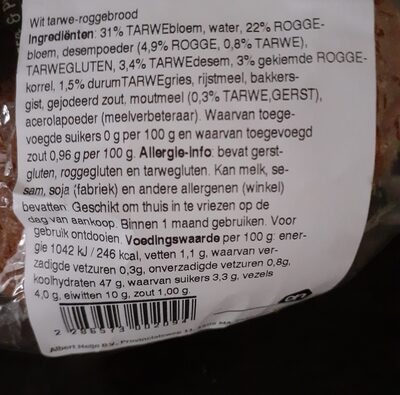 Wit tarwe-roggebrood
Ingrediënten: 31% TARWEbloem, water, 22% ROGGE-
bloem, desempoeder (4,9% ROGGE, 0,8% TARWE),
TARWEGLUTEN, 3,4% TARWEdesem, 3% gekiemde ROGGE-
korrel, 1,5% durumTARWEgries, rijstmeel, bakkers-
gist, gejodeerd zout, moutmeel (0,3% TARWE,GERST),
acerolapoeder (meelverbeteraar). Waarvan toege-
voegde suikers 0 g per 100 g en waarvan toegevoegd
zout 0,96 g per 100 g. Allergie-info: bevat gerst-
gluten, roggegluten en tarwegluten. Kan melk, se-
sam, soja (fabriek) en andere allergenen (winkel)
bevatten. Geschikt om thuis in te vriezen op de
dag van aankoop. Binnen 1 maand gebruiken. Voor
gebruik ontdooien. Voedingswaarde per 100 g: ener-
gie 1042 kJ / 246 kcal, vetten 1,1 g, waarvan ver-
zadigde vetzuren 0,3g, onverzadigde vetzuren 0,8g,
koolhydraten 47 g, waarvan suikers 3,3 g, vezels
4,0 g, eiwitten 10 g, zout 1,00 g.
Albert Heijn B.V., Provincialeweg 11,